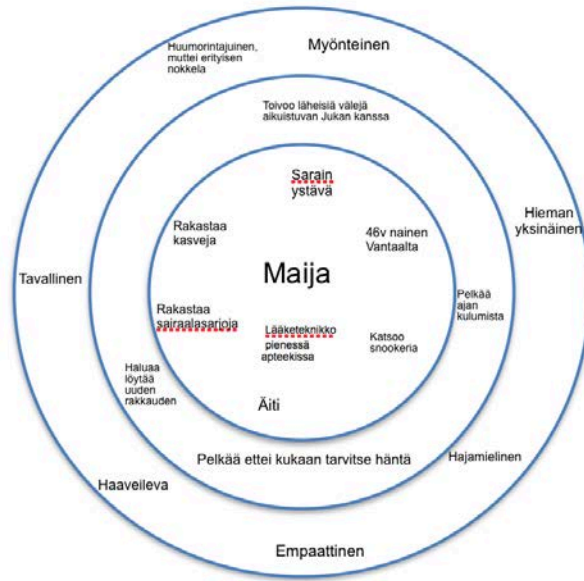 Huumorintajuinen,
muttei erityisen
nokkela
Myönteinen
Toivoo läheisiä välejä
aikuistuvan Jukan kanssa
Sarain
ystävä
Hieman
yksinäinen
Rakastaa
kasveja
46v nainen
Vantaalta
Maija
Tavallinen
Pelkää
ajan
kulumista
Rakastaa
sairaalasarjoja
Lääketeknikko
pienessä
apteekissa
Katsoo
snookeria
Haluaa
löytää
uuden
rakkauden
Äiti
Pelkää ettei kukaan tarvitse häntä
Hajamielinen
Haaveileva
Empaattinen